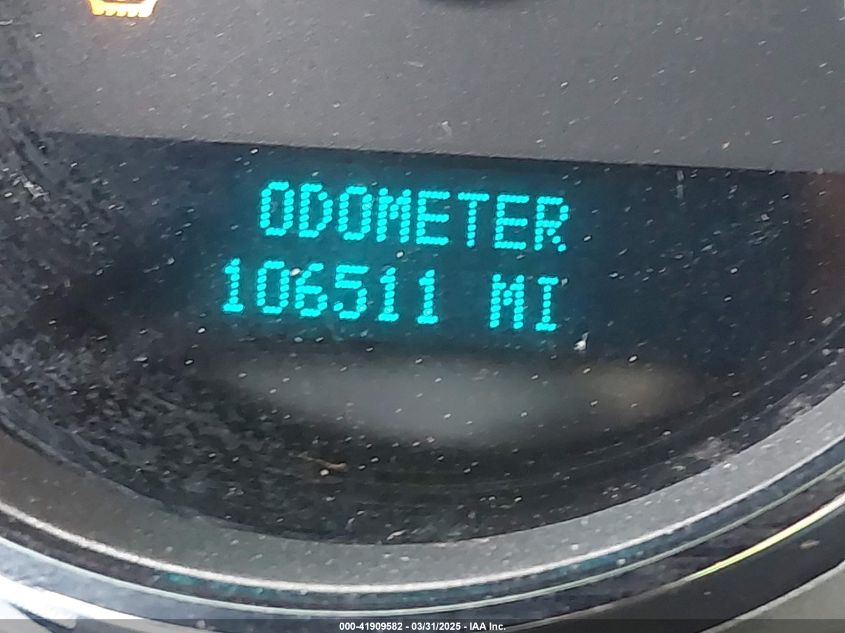 ODOMETER
106511 MI
000-41909582 - 03/31/2025 - IAA Inc.